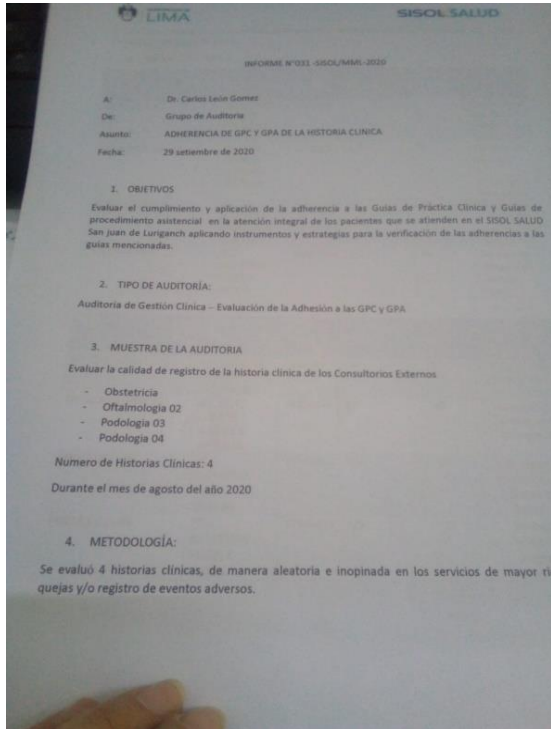 LIMA
SISOL SALUD
INFORME N°031 -SISOL/MML-2020
A: Dr. Carlos León Gomes
De: Grupo de Auditoria
Asunto: ADHERENCIA DE GPC Y GPA DE LA HISTORIA CLINICA
Fecha: 29 setiembre de 2020
1. OBJETIVOS
Evaluar el cumplimiento y aplicación de la adherencia a las Guías de Práctica Clínica y Guías de
procedimiento asistencial en la atención integral de los pacientes que se atienden en el SISOL SALUD
San juan de Luriganch aplicando instrumentos y estrategias para la verificación de las adherencias a las
guías mencionadas.
2. TIPO DE AUDITORÍA:
Auditoria de Gestión Clínica – Evaluación de la Adhesión a las GPC y GPA
3. MUESTRA DE LA AUDITORIA
Evaluar la calidad de registro de la historia clínica de los Consultorios Externos
- Obstetricia
- Oftalmología 02
- Podologia 03
- Podologia 04
Numero de Historias Clínicas: 4
Durante el mes de agosto del año 2020
4. METODOLOGÍA:
Se evaluó 4 historias clínicas, de manera aleatoria e inopinada en los servicios de mayor
quejas y/o registro de eventos adversos.